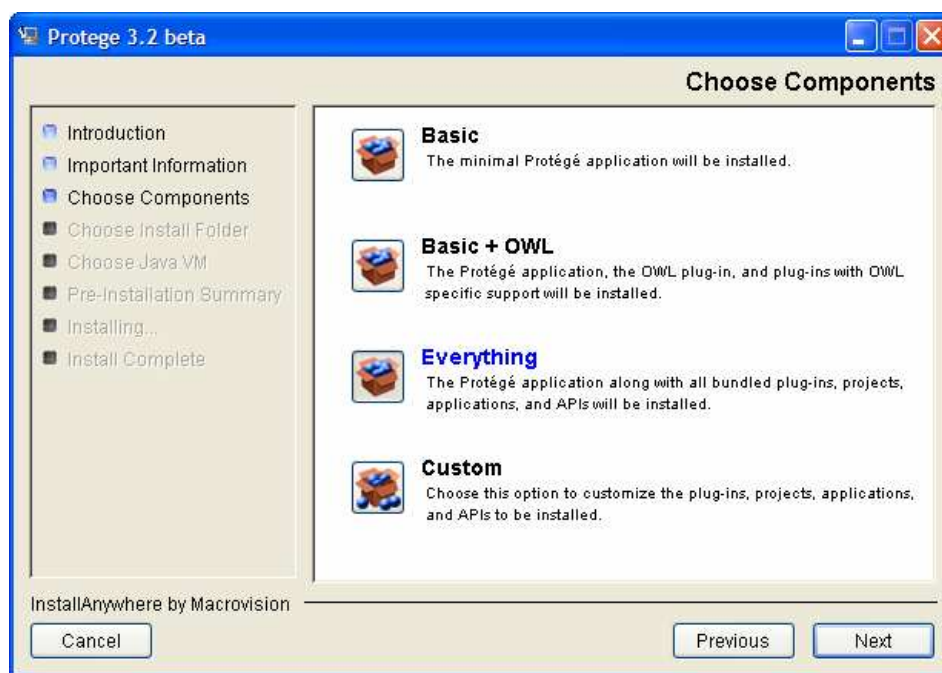 Protege 3.2 beta
Choose Components
Introduction
Important Information
Choose Components
Choose Install Folder
Choose Java VM
Pre-Installation Summary
Installing...
Install Complete
Basic
The minimal Protégé application will be installed.
Basic + OWL
The Protégé application, the OWL plug-in, and plug-ins with OWL
specific support will be installed.
Everything
The Protégé application along with all bundled plug-ins, projects,
applications, and APIs will be installed.
Custom
Choose this option to customize the plug-ins, projects, applications,
and APIs to be installed.
InstallAnywhere by Macrovision
Cancel
Previous
Next